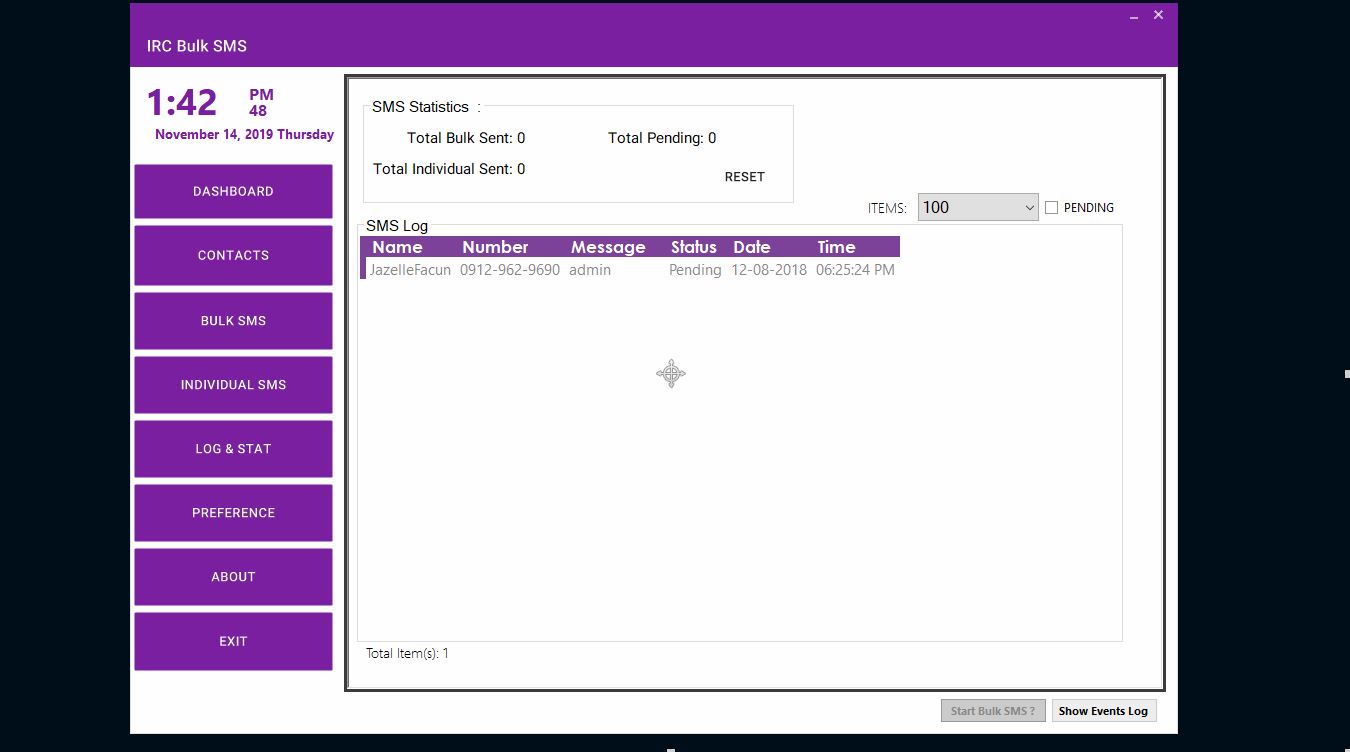 IRC Bulk SMS
1:42 PM 48
November 14, 2019 Thursday
DASHBOARD
CONTACTS
BULK SMS
INDIVIDUAL SMS
LOG & STAT
PREFERENCE
ABOUT
EXIT
SMS Statistics :
Total Bulk Sent: 0 Total Pending: 0
Total Individual Sent: 0
RESET
ITEMS: 100 PENDING
SMS Log
Name Number Message Status Date Time
JazelleFacun 0912-962-9690 admin Pending 12-08-2018 06:25:24 PM
Total Item(s): 1
Start Bulk SMS ? Show Events Log